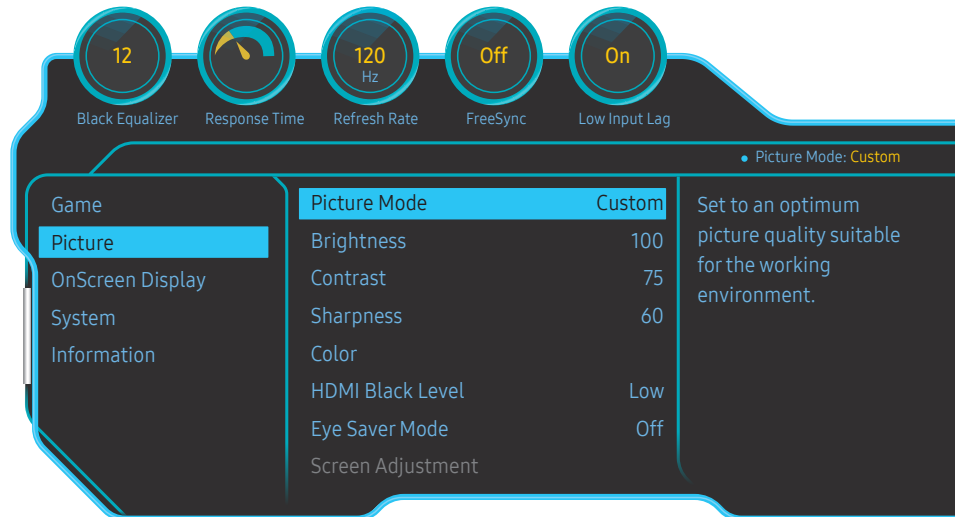 12
120
Hz
Off
On
Black Equalizer
Response Time
Refresh Rate
FreeSync
Low Input Lag
• Picture Mode: Custom
Game
Picture
OnScreen Display
System
Information
Picture Mode Custom
Brightness 100
Contrast 75
Sharpness 60
Color
HDMI Black Level Low
Eye Saver Mode Off
Screen Adjustment
Set to an optimum
picture quality suitable
for the working
environment.